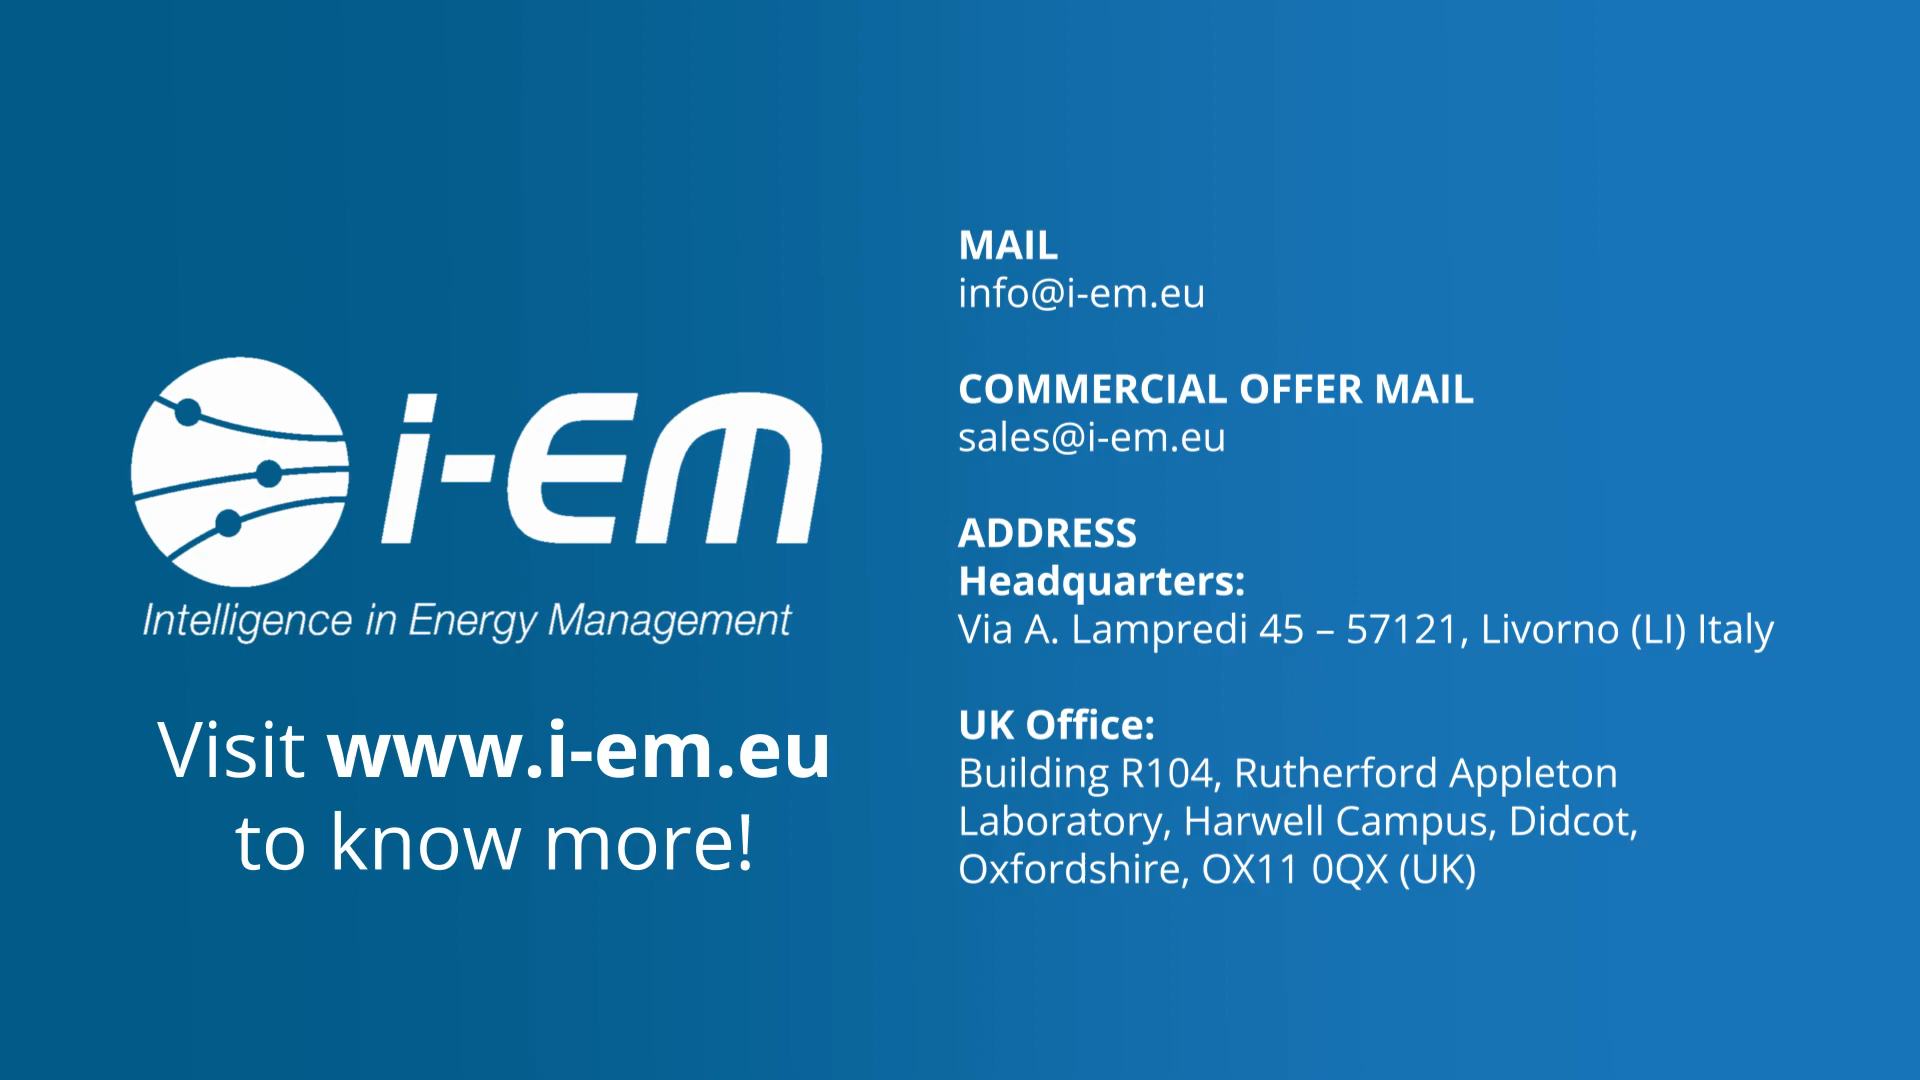 i-EM
Intelligence in Energy Management
Visit www.i-em.eu
to know more!
MAIL
info@i-em.eu
COMMERCIAL OFFER MAIL
sales@i-em.eu
ADDRESS
Headquarters:
Via A. Lampredi 45 – 57121, Livorno (LI) Italy
UK Office:
Building R104, Rutherford Appleton
Laboratory, Harwell Campus, Didcot,
Oxfordshire, OX11 0QX (UK)